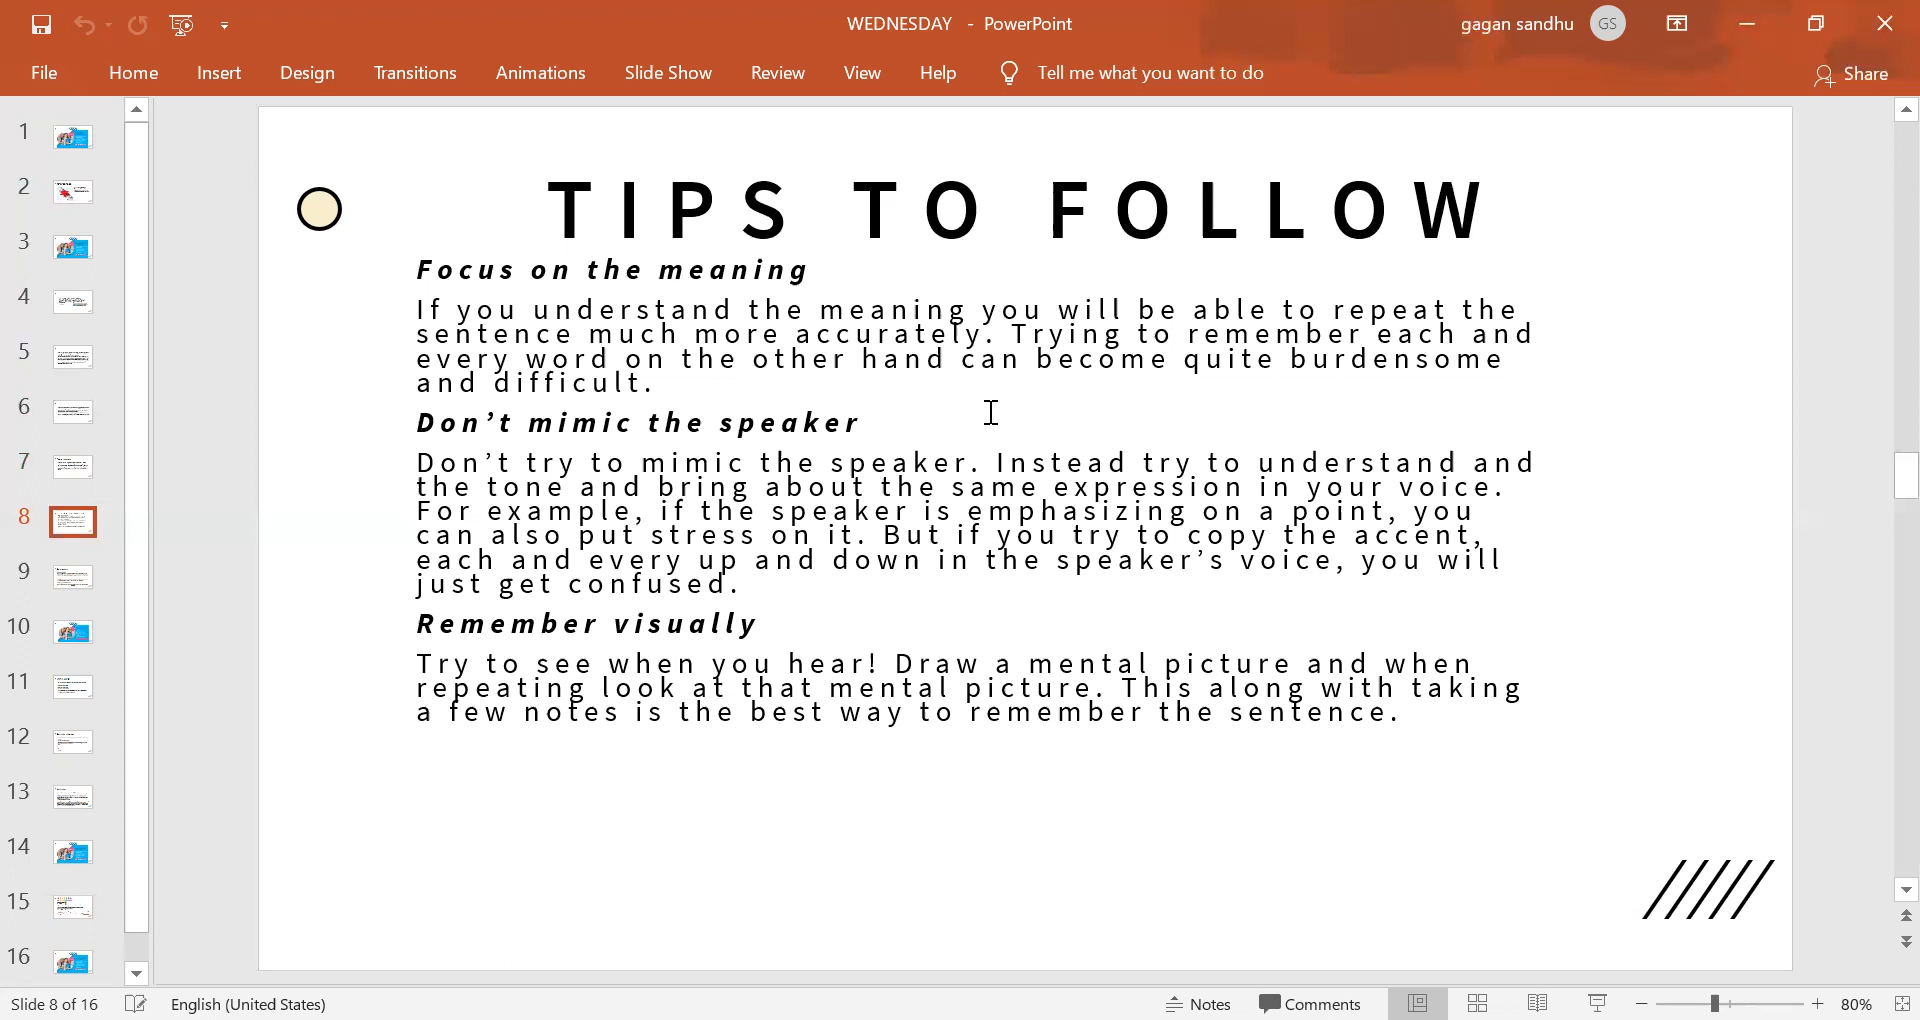 WEDNESDAY - PowerPoint
gagan sandhu GS
File Home Insert Design Transitions Animations Slide Show Review View Help Tell me what you want to do Share
1
2
3
4
5
6
7
8
9
10
11
12
13
14
15
16
TIPS TO FOLLOW
Focus on the meaning
If you understand the meaning you will be able to repeat the
sentence much more accurately. Trying to remember each and
every word on the other hand can become quite burdensome
and difficult.
Don’t mimic the speaker
Don’t try to mimic the speaker. Instead try to understand and
the tone and bring about the same expression in your voice.
For example, if the speaker is emphasizing on a point, you
can also put stress on it. But if you try to copy the accent,
each and every up and down in the speaker’s voice, you will
just get confused.
Remember visually
Try to see when you hear! Draw a mental picture and when
repeating look at that mental picture. This along with taking
a few notes is the best way to remember the sentence.
Slide 8 of 16 English (United States) Notes Comments 80%